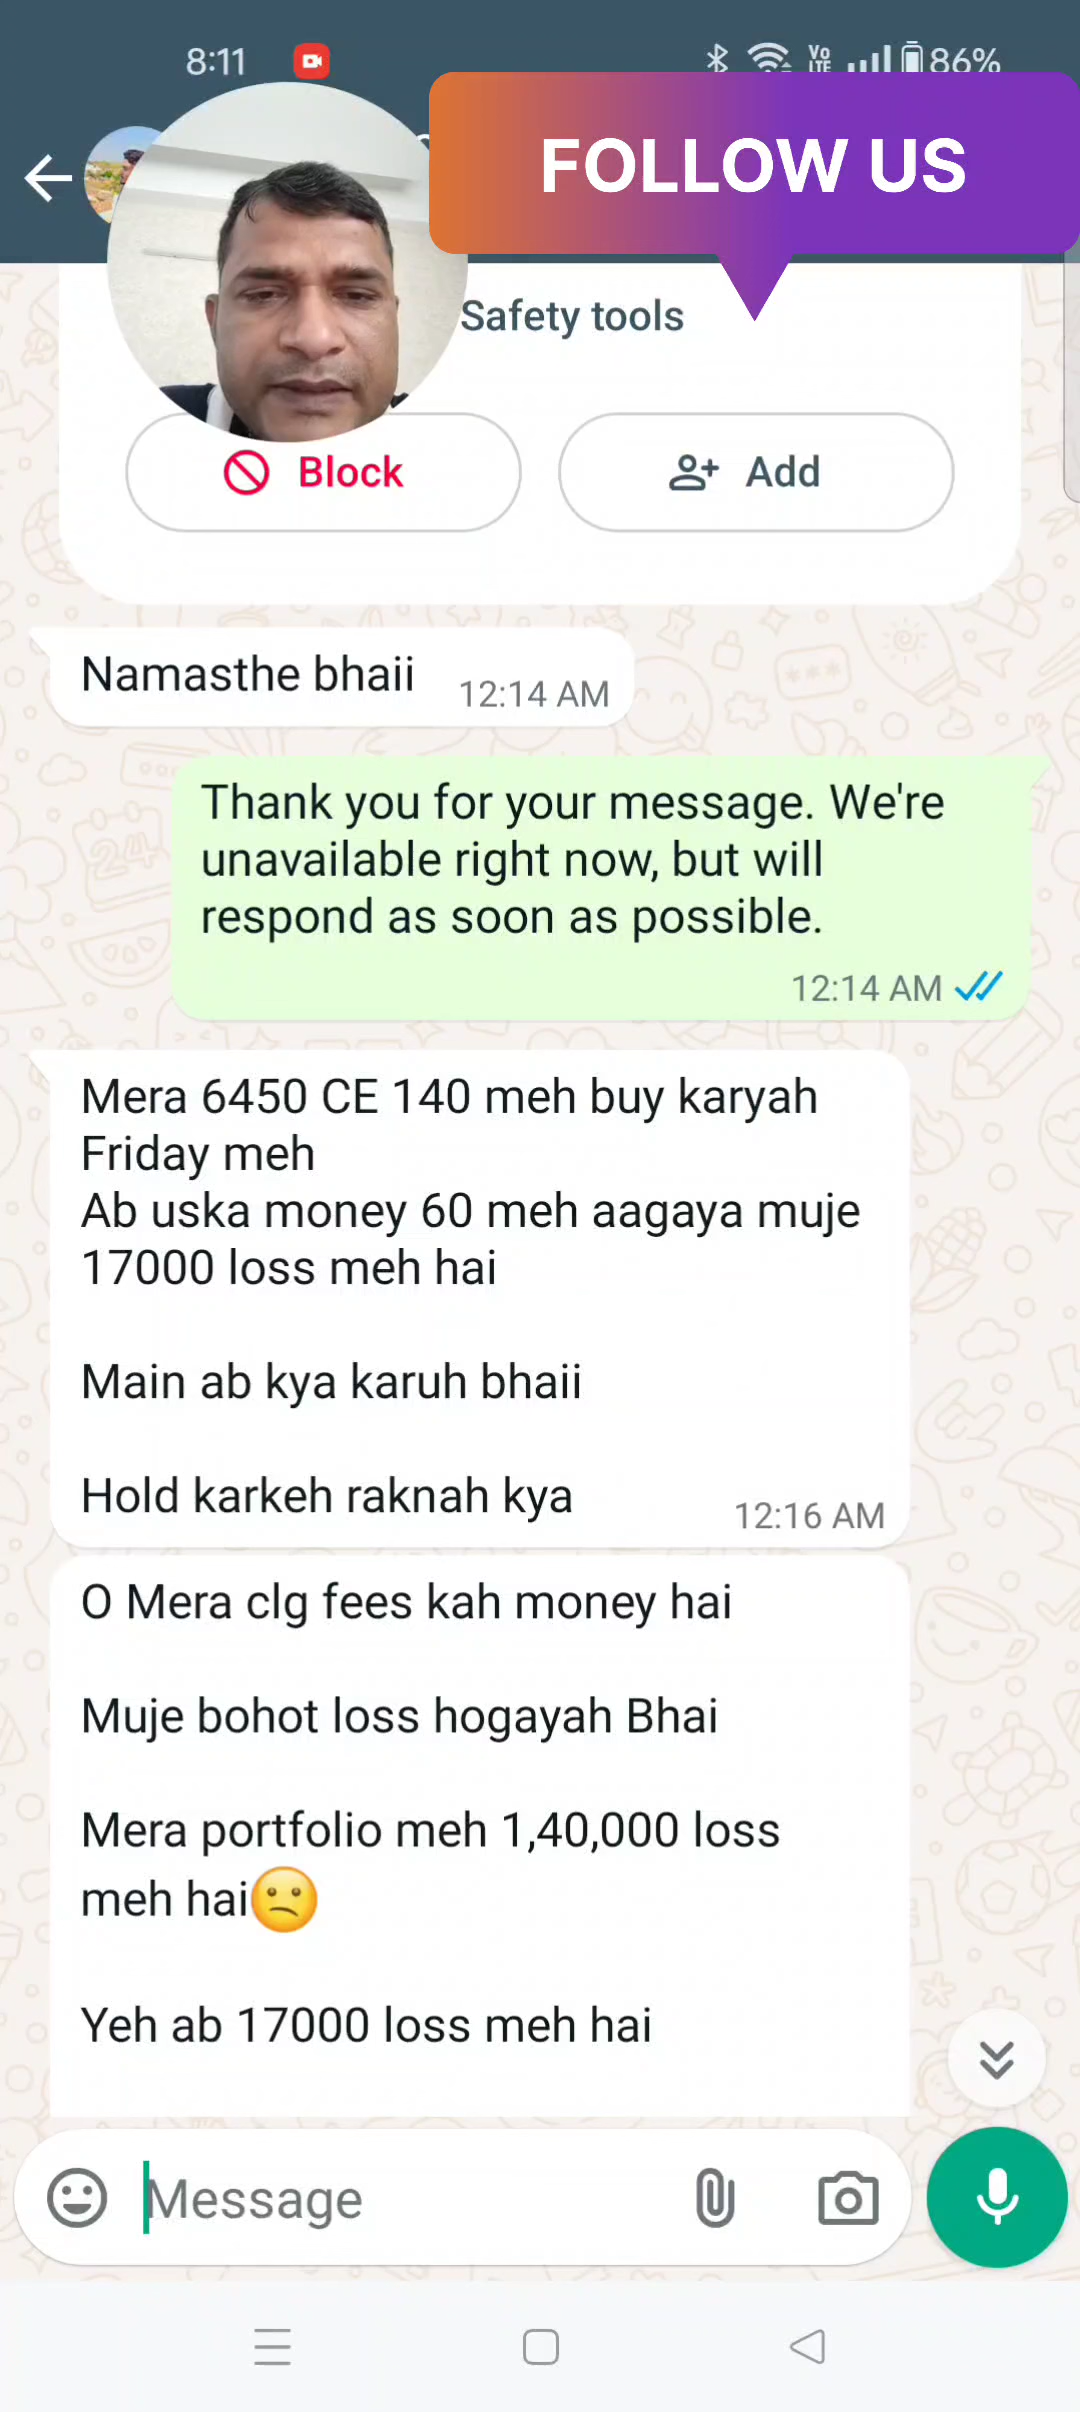 8:11
Vo
LTE
86%
FOLLOW US
Safety tools
Block
Add
Namasthe bhaii
12:14 AM
Thank you for your message. We're
unavailable right now, but will
respond as soon as possible.
12:14 AM
Mera 6450 CE 140 meh buy karyah
Friday meh
Ab uska money 60 meh aagaya muje
17000 loss meh hai
Main ab kya karuh bhaii
Hold karkeh raknah kya
12:16 AM
O Mera clg fees kah money hai
Muje bohot loss hogayah Bhai
Mera portfolio meh 1,40,000 loss
meh hai
Yeh ab 17000 loss meh hai
Message